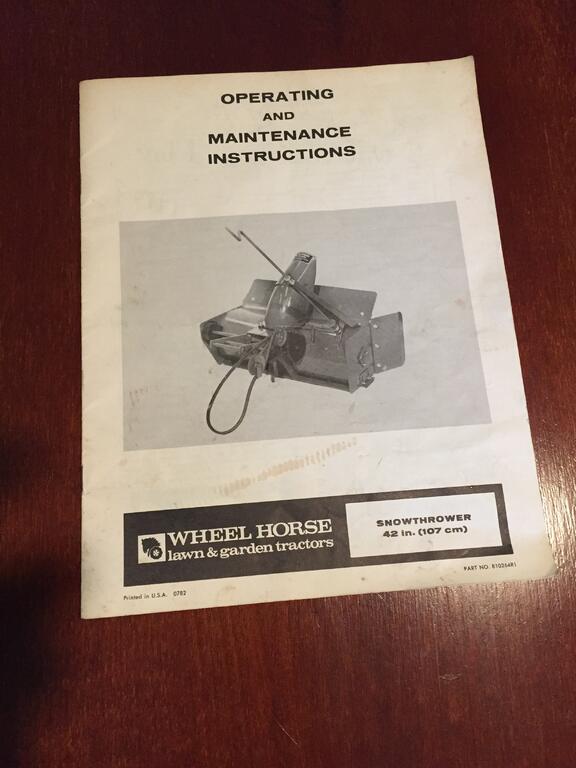 OPERATING
AND
MAINTENANCE
INSTRUCTIONS
WHEEL HORSE
lawn & garden tractors
SNOWTHROWER
42 in. (107 cm)
PART NO. 810264R1
Printed in U.S.A. 0782